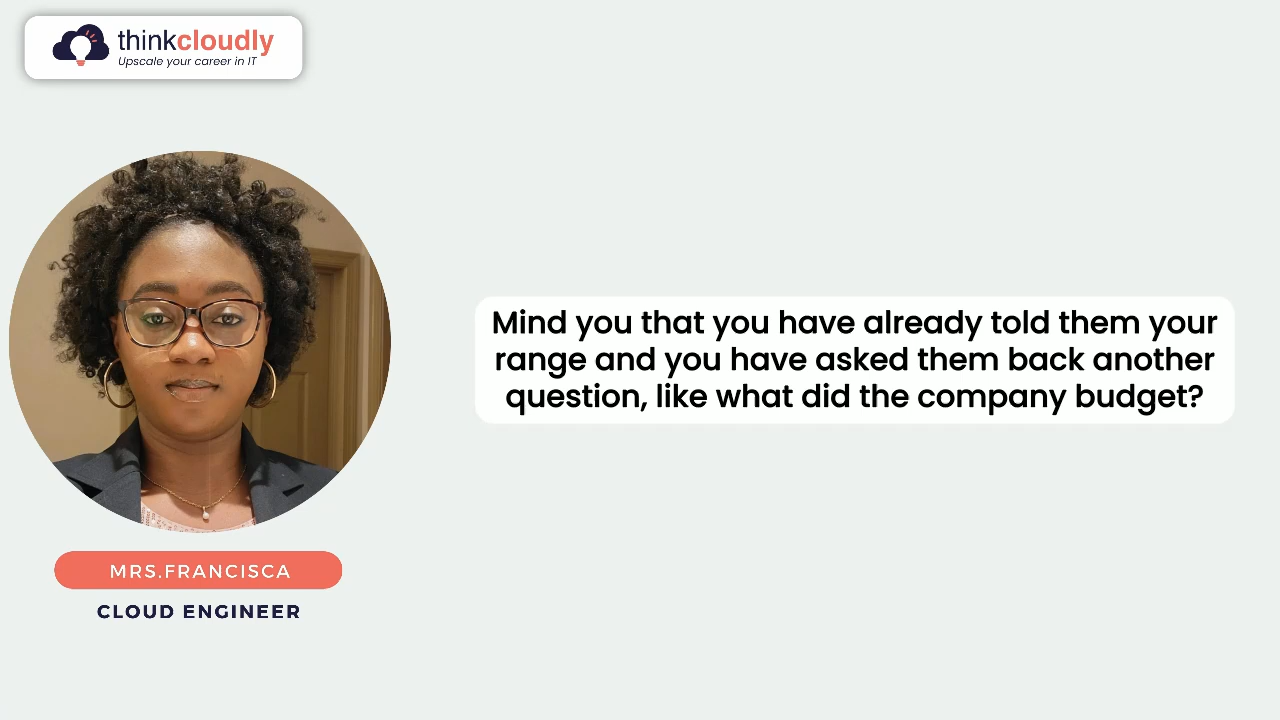 thinkcloudly
Upscale your career in IT
Mind you that you have already told them your
range and you have asked them back another
question, like what did the company budget?
MRS.FRANCISCA
CLOUD ENGINEER